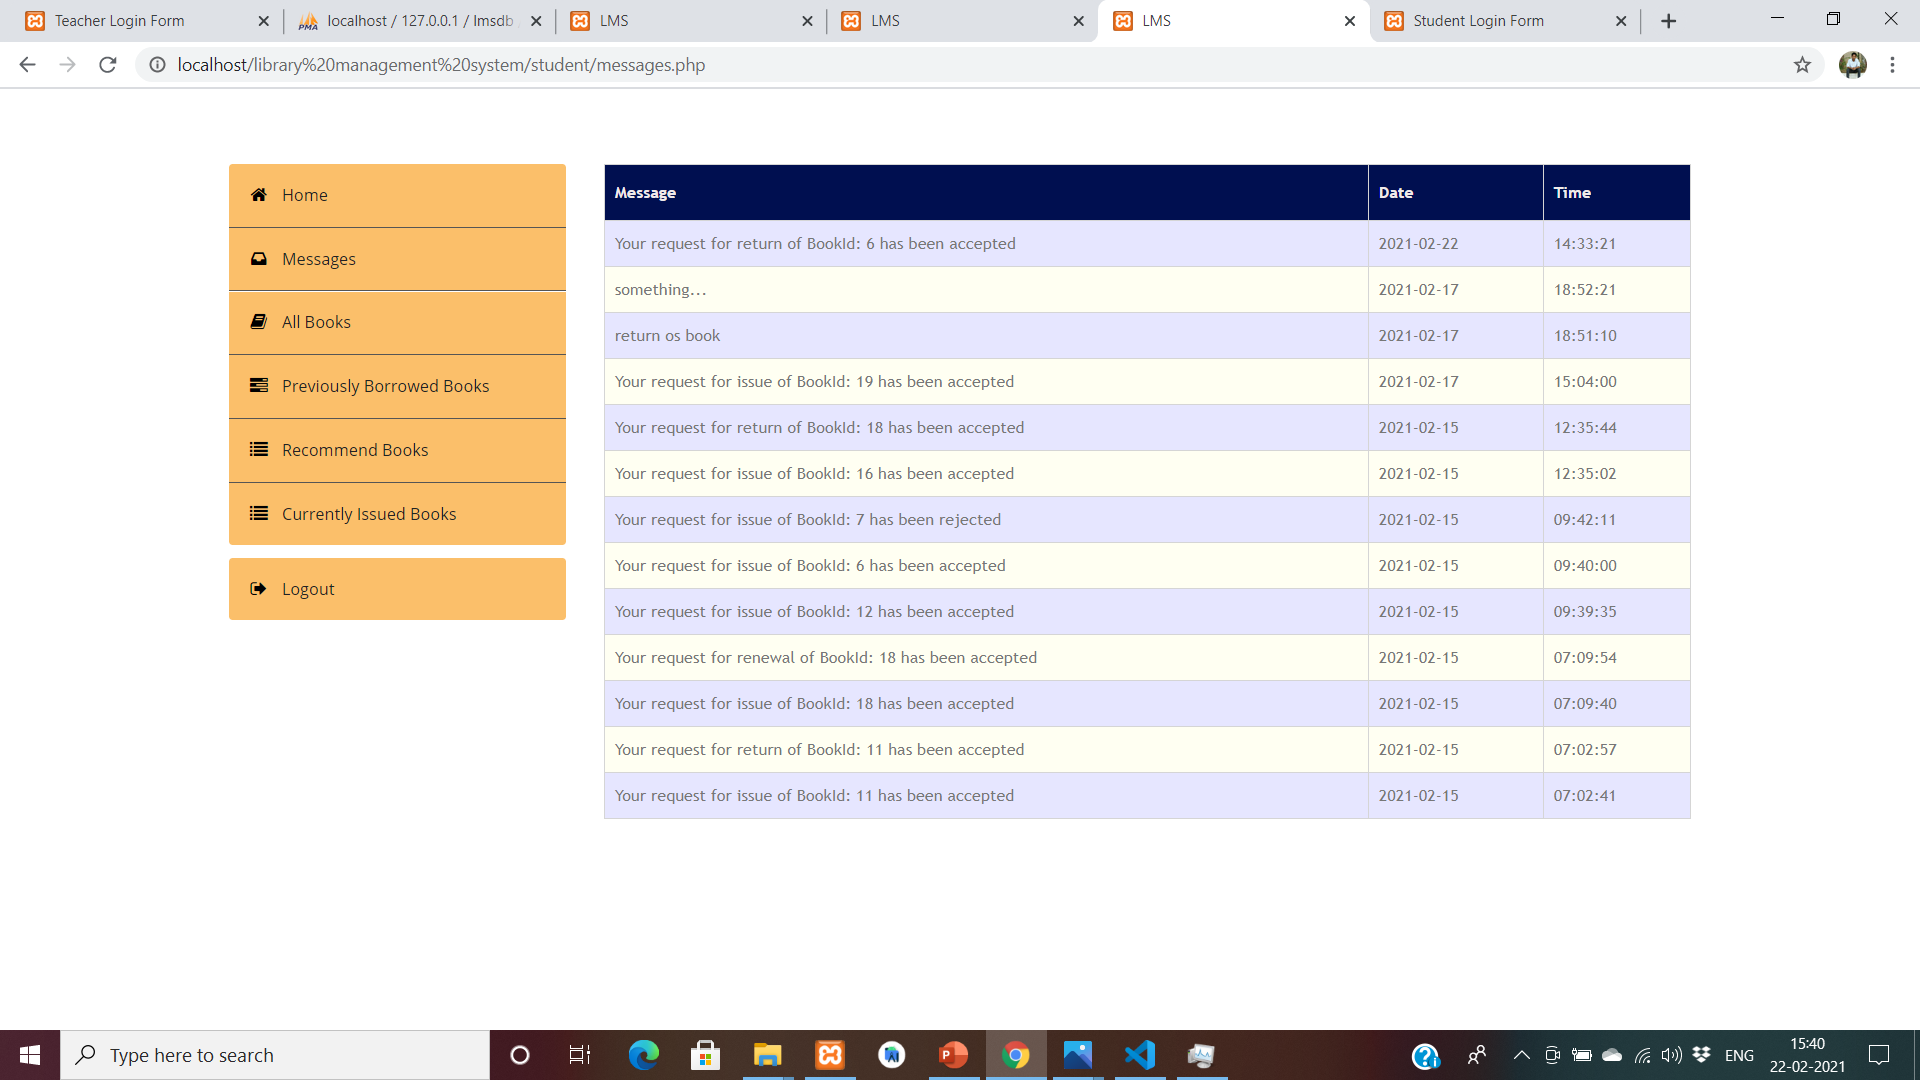 Teacher Login Form
localhost / 127.0.0.1 / lmsdb
LMS
LMS
LMS
Student Login Form
localhost/library%20management%20system/student/messages.php
Home
Messages
All Books
Previously Borrowed Books
Recommend Books
Currently Issued Books
Logout
Message Date Time
Your request for return of BookId: 6 has been accepted 2021-02-22 14:33:21
something... 2021-02-17 18:52:21
return os book 2021-02-17 18:51:10
Your request for issue of BookId: 19 has been accepted 2021-02-17 15:04:00
Your request for return of BookId: 18 has been accepted 2021-02-15 12:35:44
Your request for issue of BookId: 16 has been accepted 2021-02-15 12:35:02
Your request for issue of BookId: 7 has been rejected 2021-02-15 09:42:11
Your request for issue of BookId: 6 has been accepted 2021-02-15 09:40:00
Your request for issue of BookId: 12 has been accepted 2021-02-15 09:39:35
Your request for renewal of BookId: 18 has been accepted 2021-02-15 07:09:54
Your request for issue of BookId: 18 has been accepted 2021-02-15 07:09:40
Your request for return of BookId: 11 has been accepted 2021-02-15 07:02:57
Your request for issue of BookId: 11 has been accepted 2021-02-15 07:02:41
Type here to search
ENG
15:40
22-02-2021